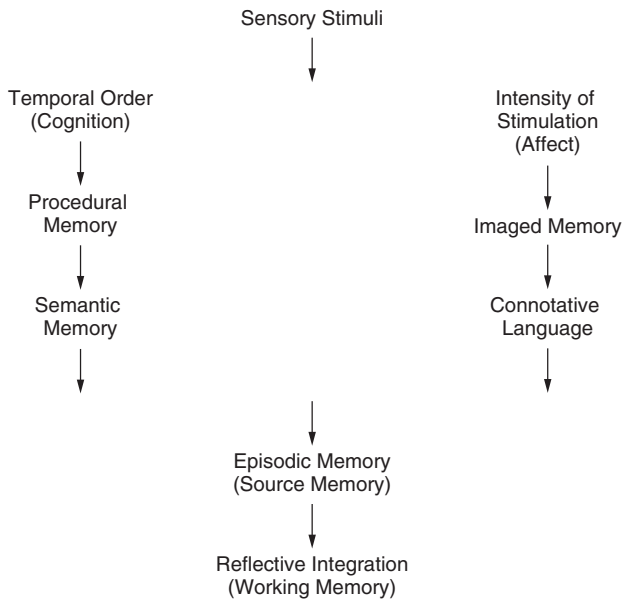 Sensory Stimuli
Temporal Order
(Cognition)
Intensity of
Stimulation
(Affect)
Procedural
Memory
Imaged Memory
Semantic
Memory
Connotative
Language
Episodic Memory
(Source Memory)
Reflective Integration
(Working Memory)